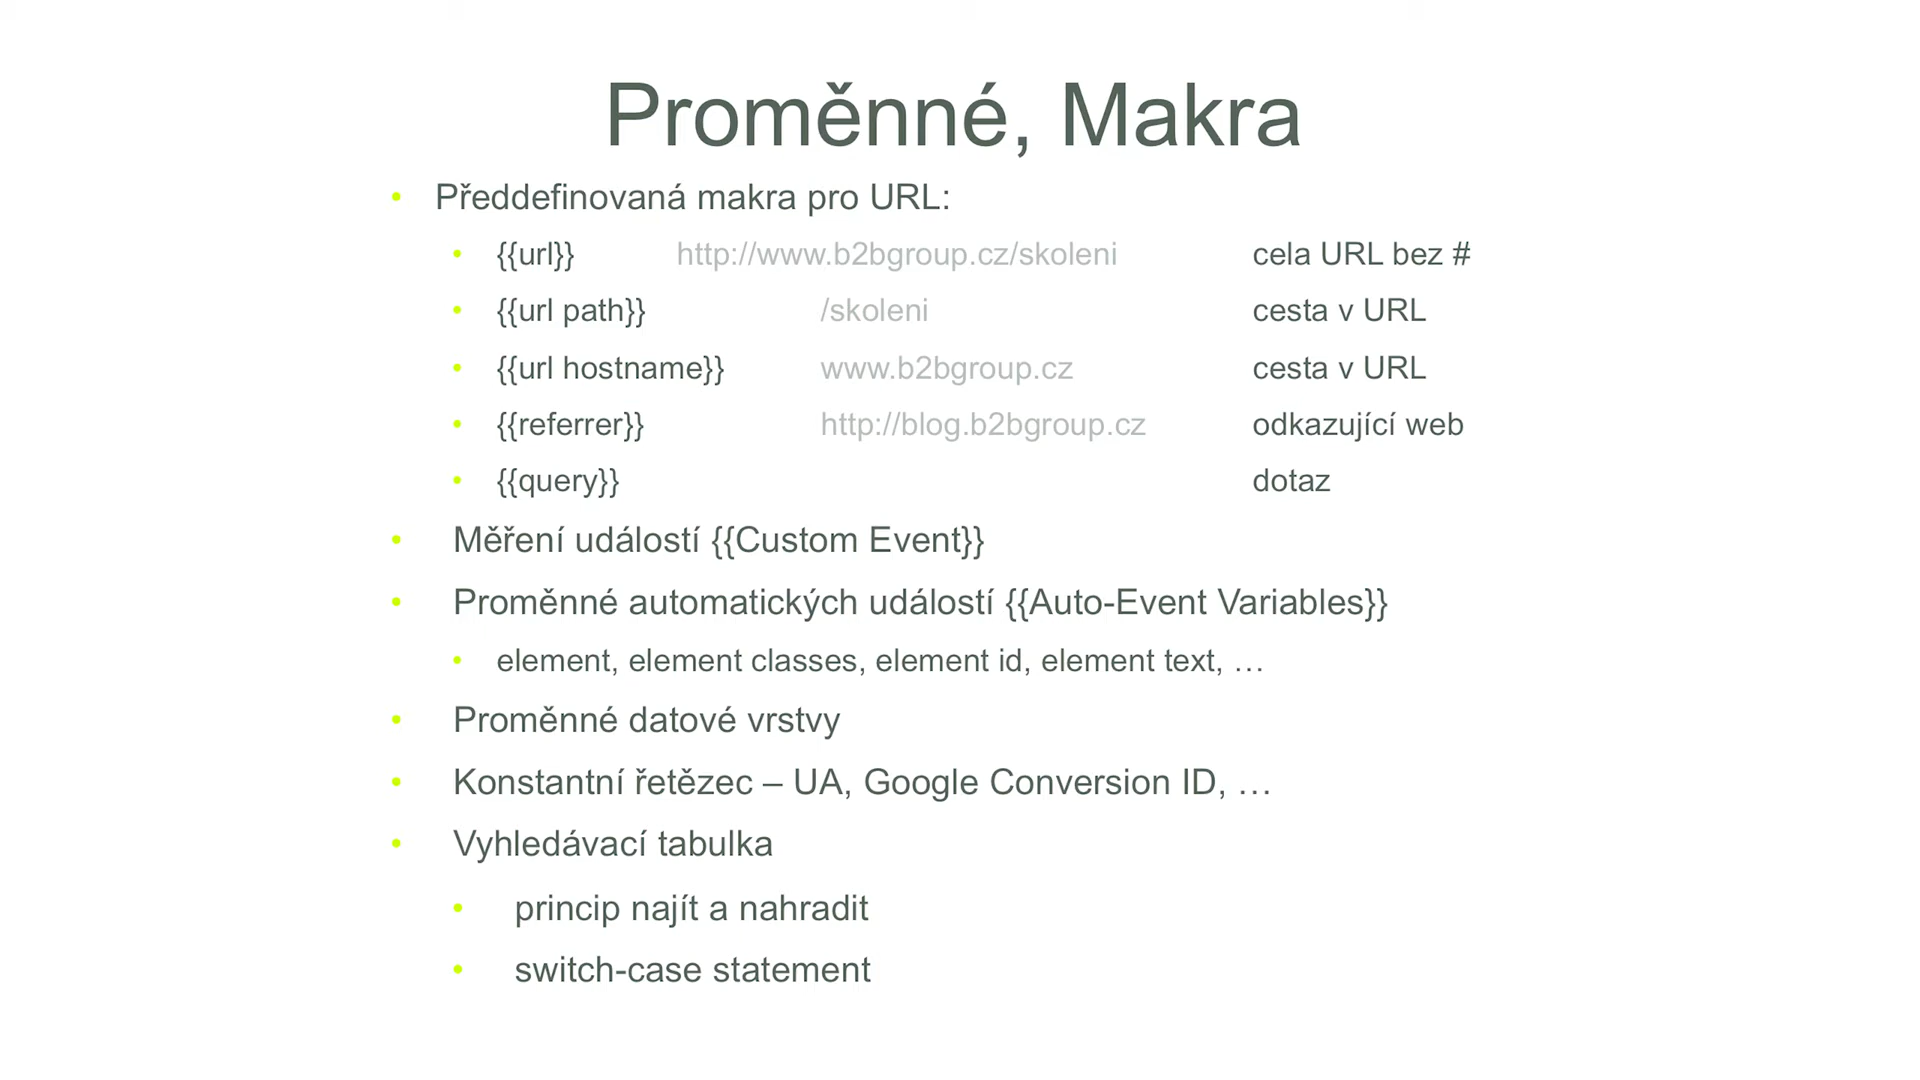 Proměnné, Makra
• Předdefinovaná makra pro URL:
• {{url}} http://www.b2bgroup.cz/skoleni cela URL bez #
• {{url path}} /skoleni cesta v URL
• {{url hostname}} www.b2bgroup.cz cesta v URL
• {{referrer}} http://blog.b2bgroup.cz odkazující web
• {{query}} dotaz
• Měření událostí {{Custom Event}}
• Proměnné automatických událostí {{Auto-Event Variables}}
• element, element classes, element id, element text, …
• Proměnné datové vrstvy
• Konstantní řetězec – UA, Google Conversion ID, …
• Vyhledávací tabulka
• princip najít a nahradit
• switch-case statement